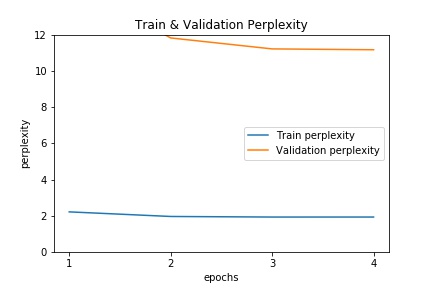 Train & Validation Perplexity
12
10
8
6
4
2
0
perplexity
Train perplexity
Validation perplexity
1 2 3 4
epochs